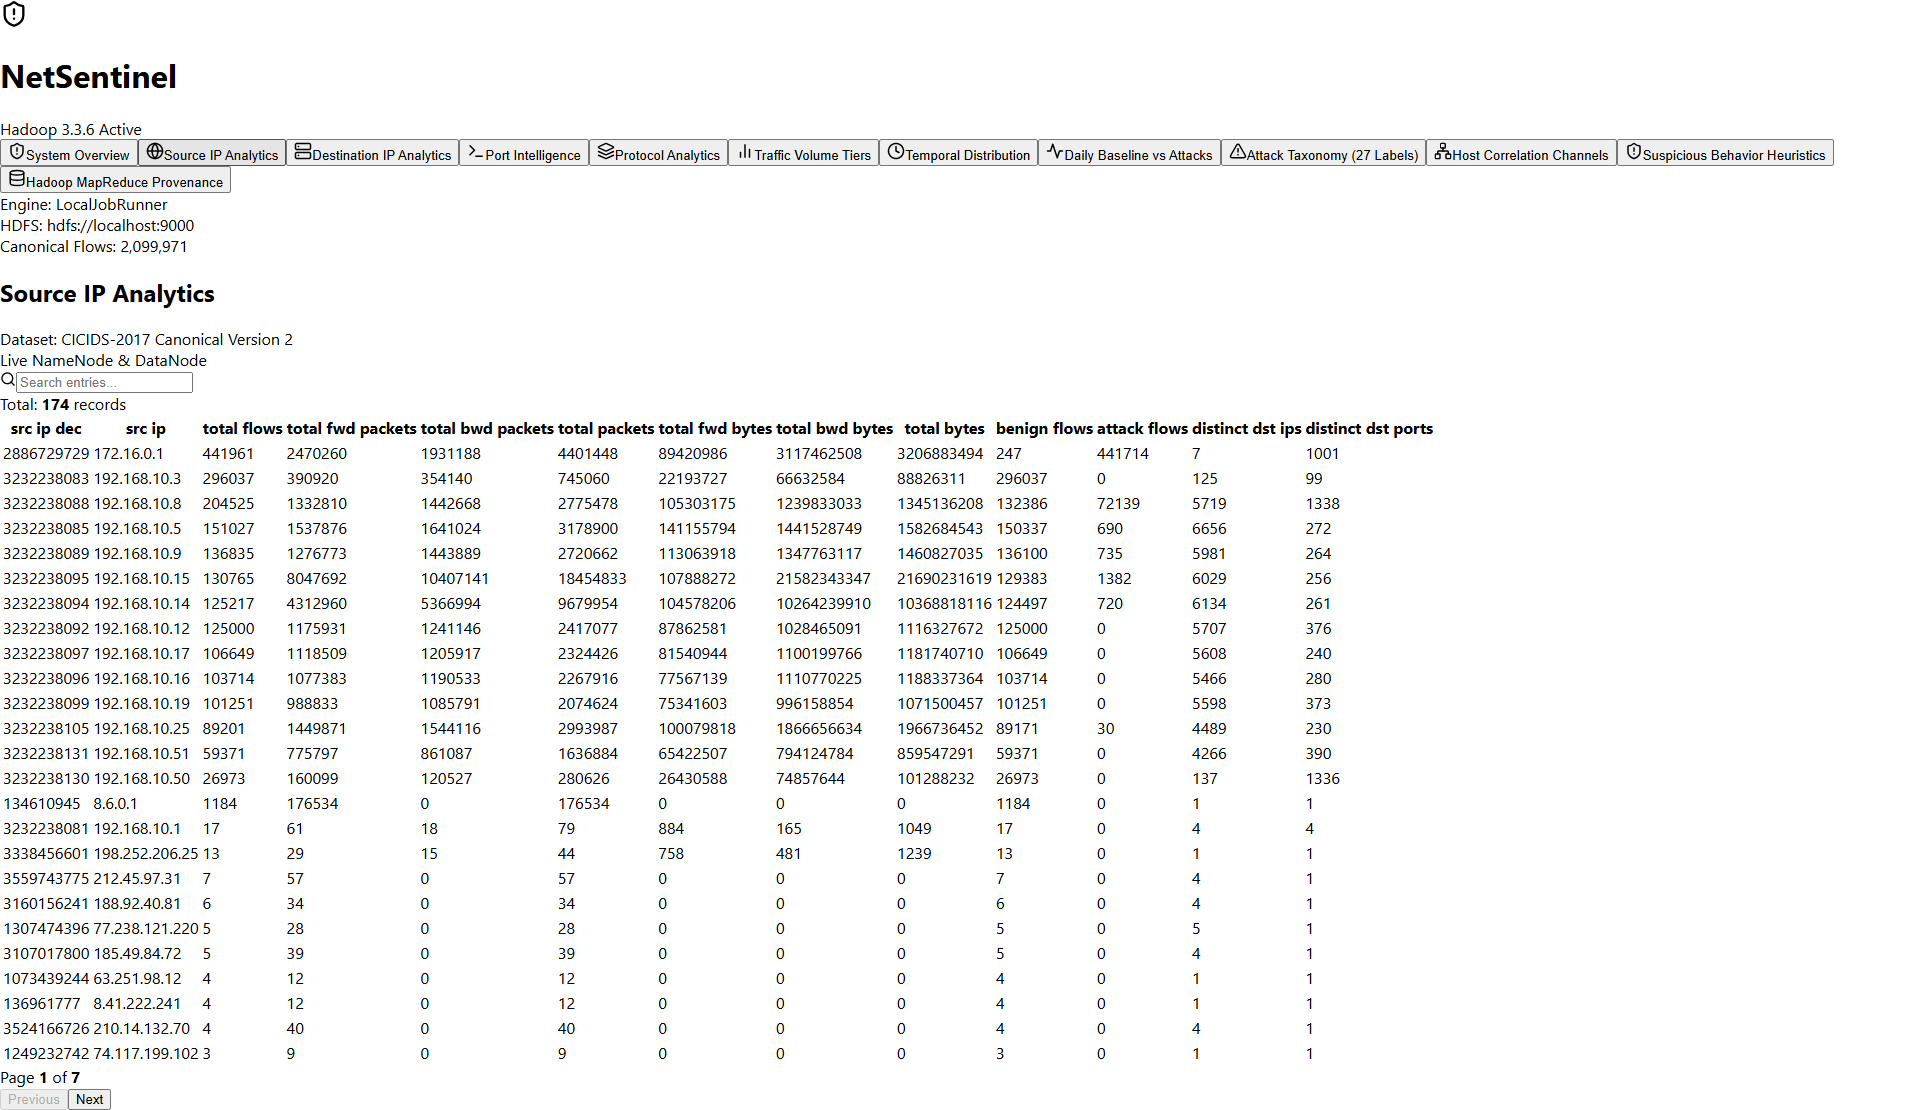 NetSentinel
Hadoop 3.3.6 Active
System Overview Source IP Analytics Destination IP Analytics Port Intelligence Protocol Analytics Traffic Volume Tiers Temporal Distribution Daily Baseline vs Attacks Attack Taxonomy (27 Labels) Host Correlation Channels Suspicious Behavior Heuristics
Hadoop MapReduce Provenance
Engine: LocalJobRunner
HDFS: hdfs://localhost:9000
Canonical Flows: 2,099,971
Source IP Analytics
Dataset: CICIDS-2017 Canonical Version 2
Live NameNode & DataNode
Search entries...
Total: 174 records
src ip dec src ip total flows total fwd packets total bwd packets total packets total fwd bytes total bwd bytes total bytes benign flows attack flows distinct dst ips distinct dst ports
2886729729 172.16.0.1 441961 2470260 1931188 4401448 89420986 3117462508 3206883494 247 441714 7 1001
3232238083 192.168.10.3 296037 390920 354140 745060 22193727 66632584 88826311 296037 0 125 99
3232238088 192.168.10.8 204525 1332810 1442668 2775478 105303175 1239833033 1345136208 132386 72139 5719 1338
3232238085 192.168.10.5 151027 1537876 1641024 3178900 141155794 1441528749 1582684543 150337 690 6656 272
3232238089 192.168.10.9 136835 1276773 1443889 2720662 113063918 1347763117 1460827035 136100 735 5981 264
3232238095 192.168.10.15 130765 8047692 10407141 18454833 107888272 21582343347 21690231619 129383 1382 6029 256
3232238094 192.168.10.14 125217 4312960 5366994 9679954 104578206 10264239910 10368818116 124497 720 6134 261
3232238092 192.168.10.12 125000 1175931 1241146 2417077 87862581 1028465091 1116327672 125000 0 5707 376
3232238097 192.168.10.17 106649 1118509 1205917 2324426 81540944 1100199766 1181740710 106649 0 5608 240
3232238096 192.168.10.16 103714 1077383 1190533 2267916 77567139 1110770225 1188337364 103714 0 5466 280
3232238099 192.168.10.19 101251 988833 1085791 2074624 75341603 996158854 1071500457 101251 0 5598 373
3232238105 192.168.10.25 89201 1449871 1544116 2993987 100079818 1866656634 1966736452 89171 30 4489 230
3232238131 192.168.10.51 59371 775797 861087 1636884 65422507 794124784 859547291 59371 0 4266 390
3232238130 192.168.10.50 26973 160099 120527 280626 26430588 74857644 101288232 26973 0 137 1336
134610945 8.6.0.1 1184 176534 0 176534 0 0 0 1184 0 1 1
3232238081 192.168.10.1 17 61 18 79 884 165 1049 17 0 4 4
3338456601 198.252.206.25 13 29 15 44 758 481 1239 13 0 1 1
3559743775 212.45.97.31 7 57 0 57 0 0 0 7 0 4 1
3160156241 188.92.40.81 6 34 0 34 0 0 0 6 0 4 1
1307474396 77.238.121.220 5 28 0 28 0 0 0 5 0 5 1
3107017800 185.49.84.72 5 39 0 39 0 0 0 5 0 4 1
1073439244 63.251.98.12 4 12 0 12 0 0 0 4 0 1 1
136961777 8.41.222.241 4 12 0 12 0 0 0 4 0 1 1
3524166726 210.14.132.70 4 40 0 40 0 0 0 4 0 4 1
1249232742 74.117.199.102 3 9 0 9 0 0 0 3 0 1 1
Page 1 of 7
Previous Next